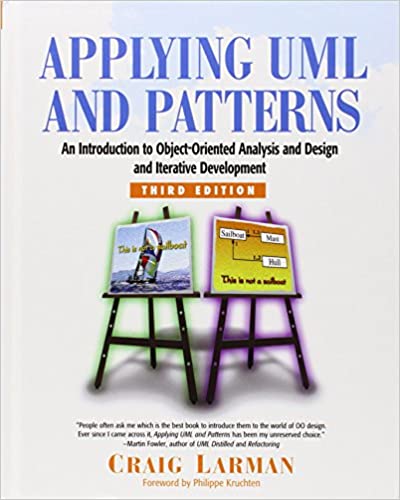 APPLYING UML
AND PATTERNS
An Introduction to Object-Oriented Analysis and Design
and Iterative Development
THIRD EDITION
This is not a sailboat
Sailboat
1..2
Mast
Hull
This is not a sailboat
"People often ask me which is the best book to introduce them to the world of OO design.
Ever since I came across it, Applying UML and Patterns has been my unreserved choice."
–Martin Fowler, author of UML Distilled and Refactoring
CRAIG LARMAN
Foreword by Philippe Kruchten